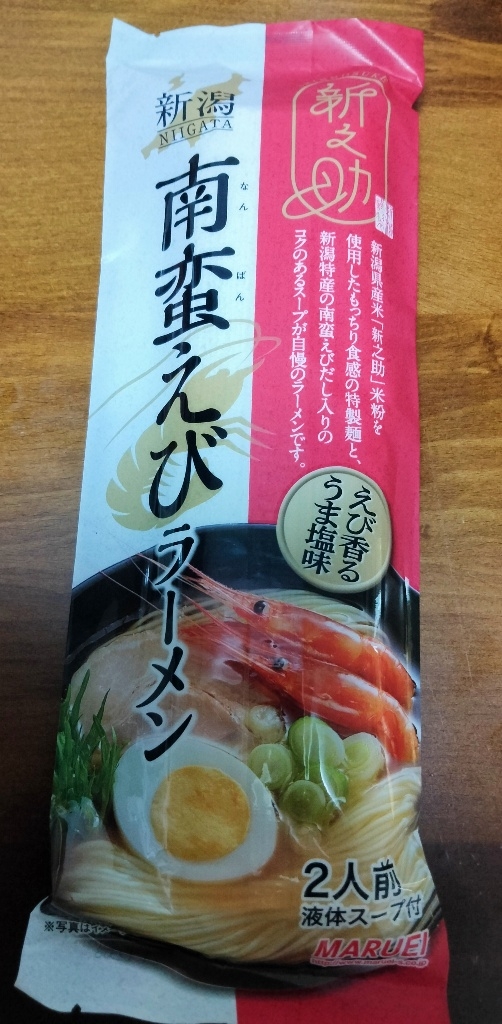 新潟
NIIGATA
南蛮えびラーメン
なん
ばん
新之助
新潟県産米「新之助」米粉を
使用したもっちり食感の特製麺と、
新潟特産の南蛮えびだし入りの
コクのあるスープが自慢のラーメンです。
えび香る
うま塩味
2人前
液体スープ付
※写真は
MARUEI